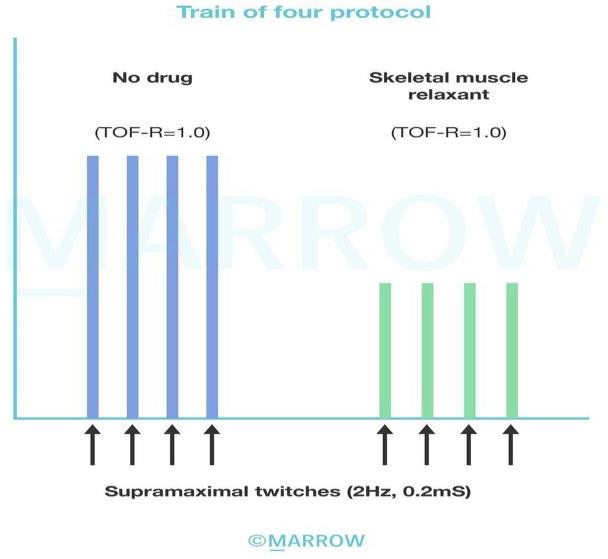 Train of four protocol
No drug
Skeletal muscle
relaxant
(TOF-R=1.0)
(TOF-R=1.0)
MARROW
Supramaximal twitches (2Hz, 0.2mS)
©MARROW